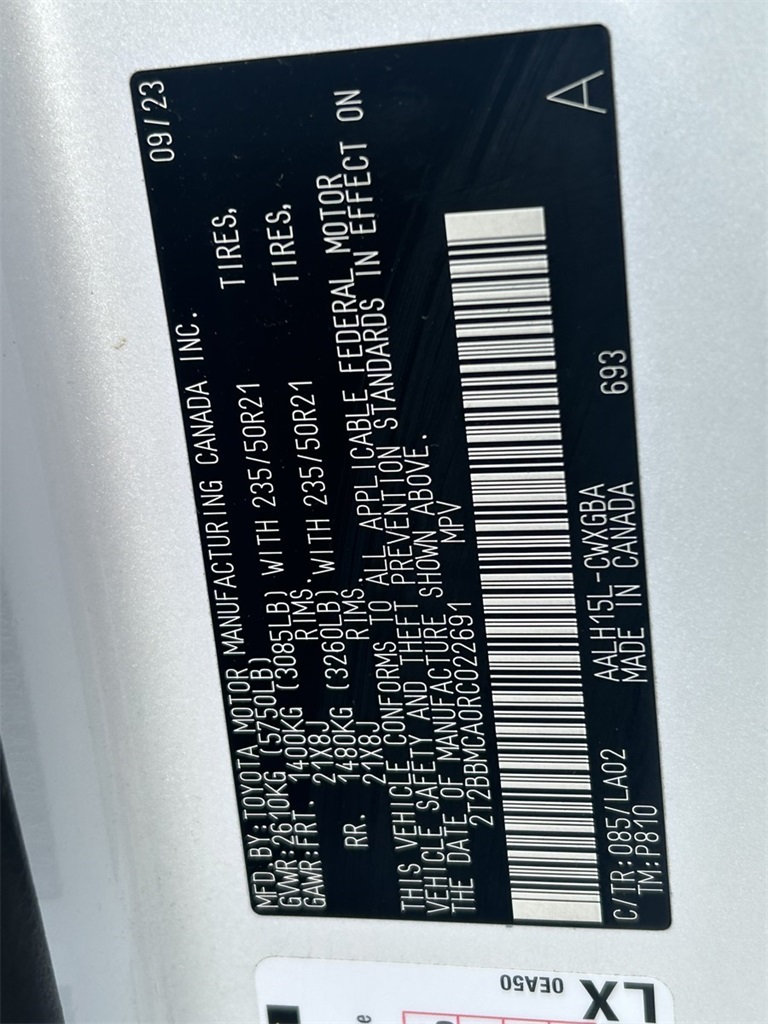 09/23
MFD. BY:TOYOTA MOTOR MANUFACTURING CANADA INC.
GVWR:2610KG (5750LB)
GAWR:FRT. 1400KG (3085LB) WITH 235/50R21 TIRES,
21X8J RIMS.
RR. 1480KG (3260LB) WITH 235/50R21 TIRES,
21X8J RIMS.
THIS VEHICLE CONFORMS TO ALL APPLICABLE FEDERAL MOTOR
VEHICLE SAFETY AND THEFT PREVENTION STANDARDS IN EFFECT ON
THE DATE OF MANUFACTURE SHOWN ABOVE.
2T2BBMCA0RC022691 MPV
A
C/TR:085/LA02 AALH15L-CWXGBA 693
TM:P810 MADE IN CANADA
LX
0EA50